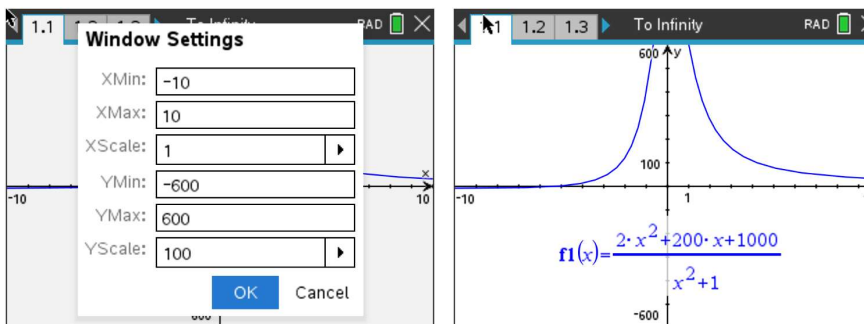 1.1 To Infinity RAD
Window Settings
XMin: -10
XMax: 10
XScale: 1
YMin: -600
YMax: 600
YScale: 100
OK Cancel
-10 10 x
1.2 1.3 To Infinity RAD
600 y
100
-10 1
f1(x)=2·x²+200·x+1000
x²+1
-600